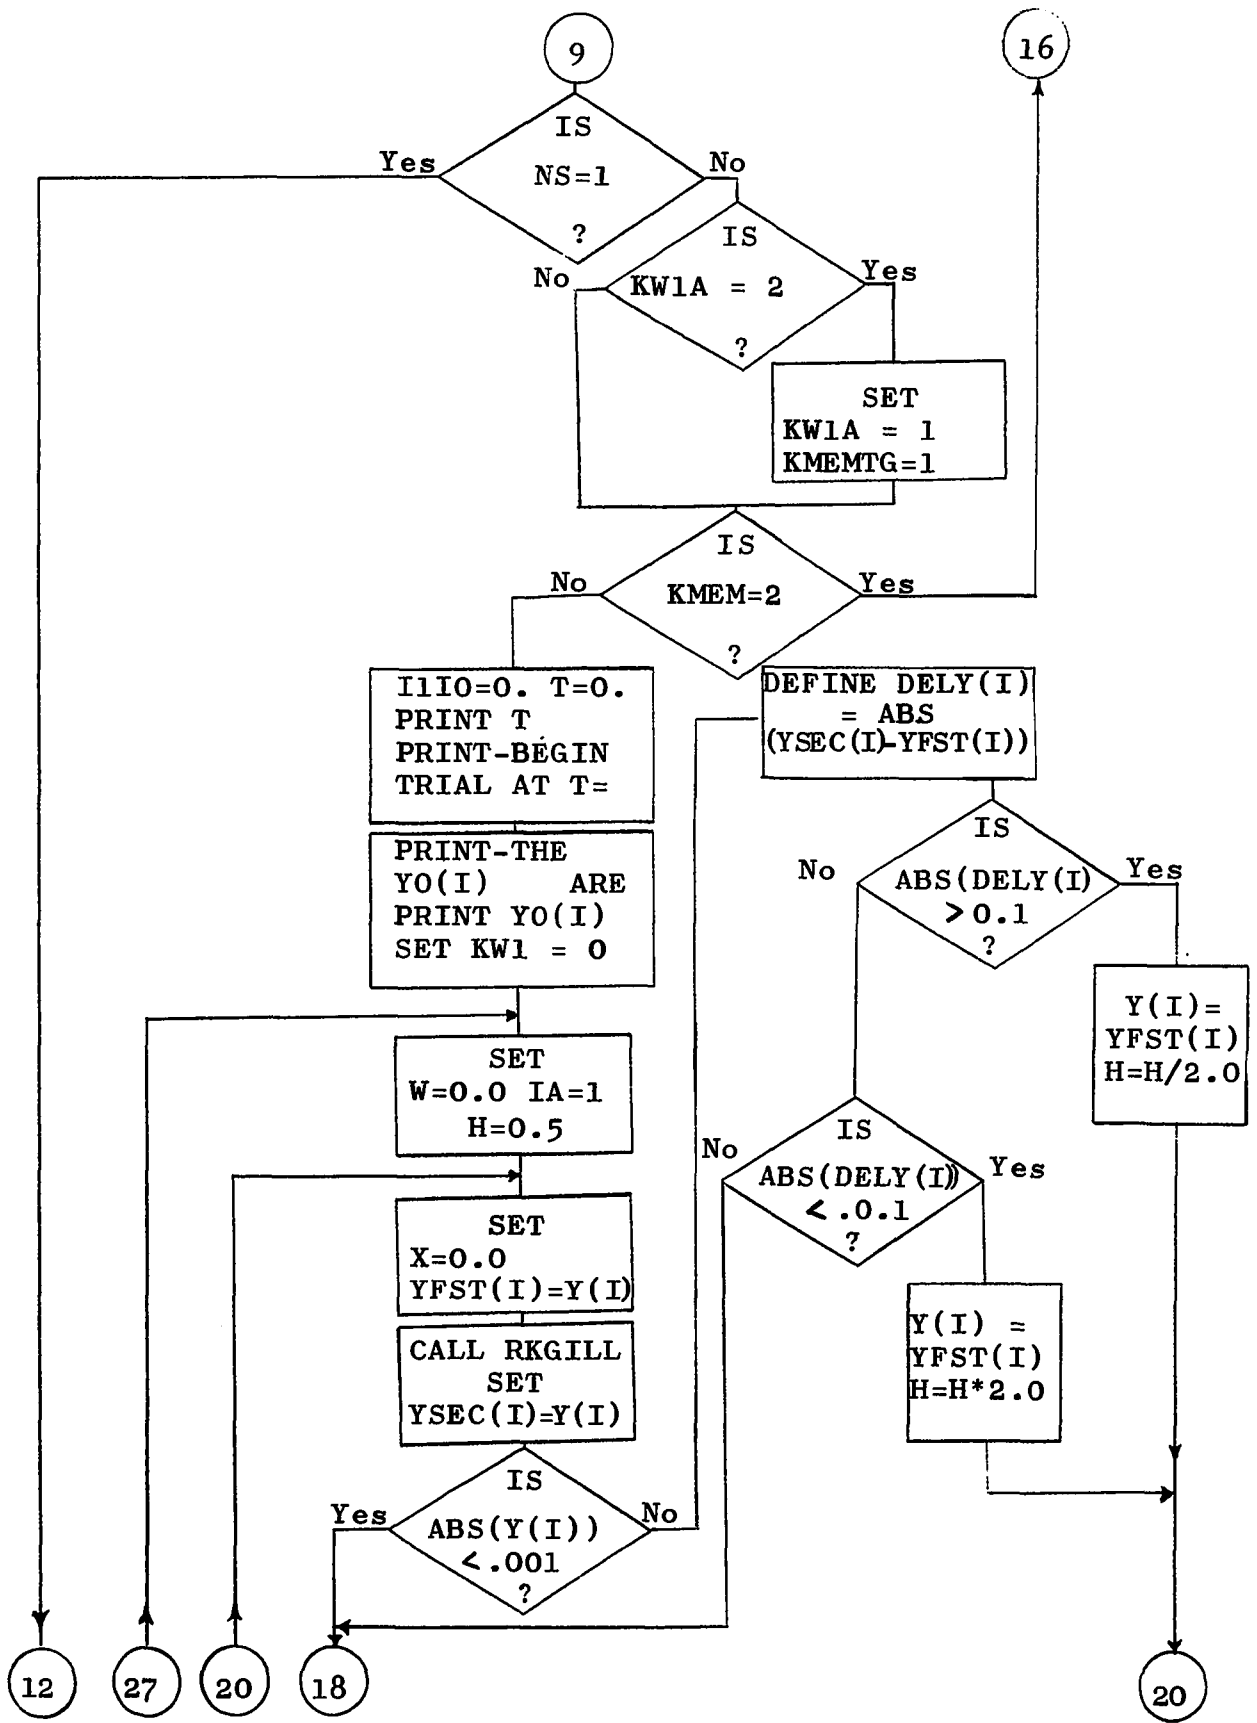 9
16
IS
NS=1
?
Yes
No
IS
KW1A = 2
?
No
Yes
SET
KW1A = 1
KMEMTG=1
IS
KMEM=2
?
No
Yes
I1IO=0. T=0.
PRINT T
PRINT-BEGIN
TRIAL AT T=
PRINT-THE
YO(I) ARE
PRINT YO(I)
SET KW1 = 0
SET
W=0.0 IA=1
H=0.5
SET
X=0.0
YFST(I)=Y(I)
CALL RKGILL
SET
YSEC(I)=Y(I)
IS
ABS(Y(I))
<.001
?
Yes
No
DEFINE DELY(I)
= ABS
(YSEC(I)-YFST(I))
IS
ABS(DELY(I)
>0.1
?
No
Yes
Y(I)=
YFST(I)
H=H/2.0
IS
ABS(DELY(I))
<.0.1
?
No
Yes
Y(I) =
YFST(I)
H=H*2.0
12
27
20
18
20